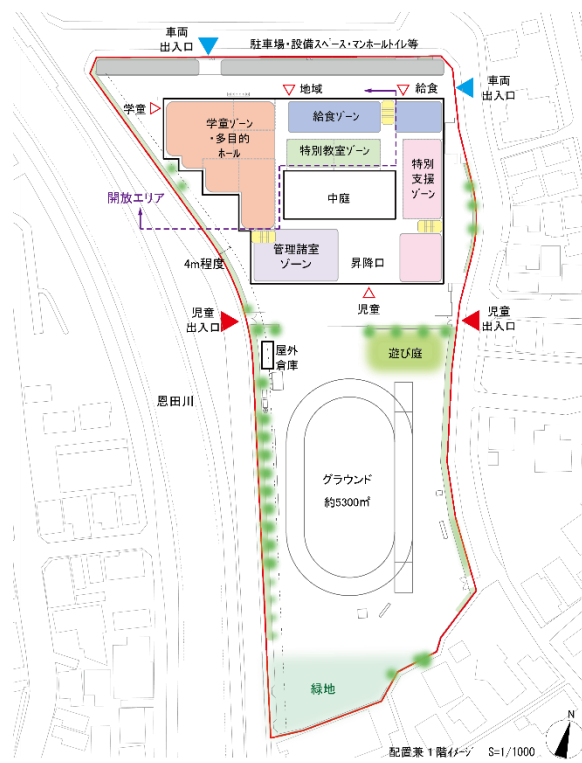 車両
出入口
駐車場・設備スペース・マンホールトイレ等
車両
出入口
学童
地域
給食
学童ゾーン
・多目的
ホール
給食ゾーン
特別教室ゾーン
特別
支援
ゾーン
中庭
開放エリア
管理諸室
ゾーン
昇降口
4m程度
児童
出入口
児童
児童
出入口
屋外
倉庫
遊び庭
恩田川
グラウンド
約5300㎡
緑地
N
配置兼1階イメージ S=1/1000